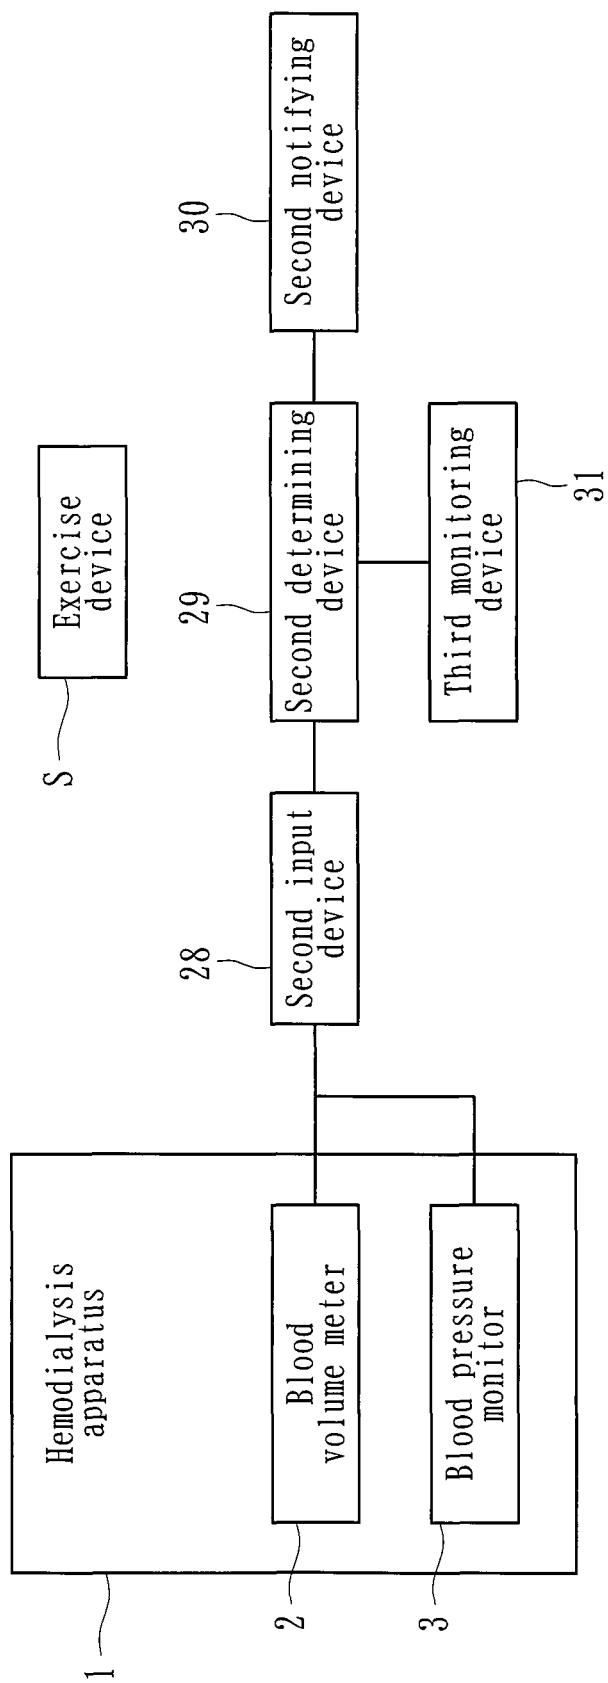 1
Hemodialysis
apparatus
2
Blood
volume meter
3
Blood pressure
monitor
28
Second input
device
S
Exercise
device
29
Second determining
device
31
Third monitoring
device
30
Second notifying
device